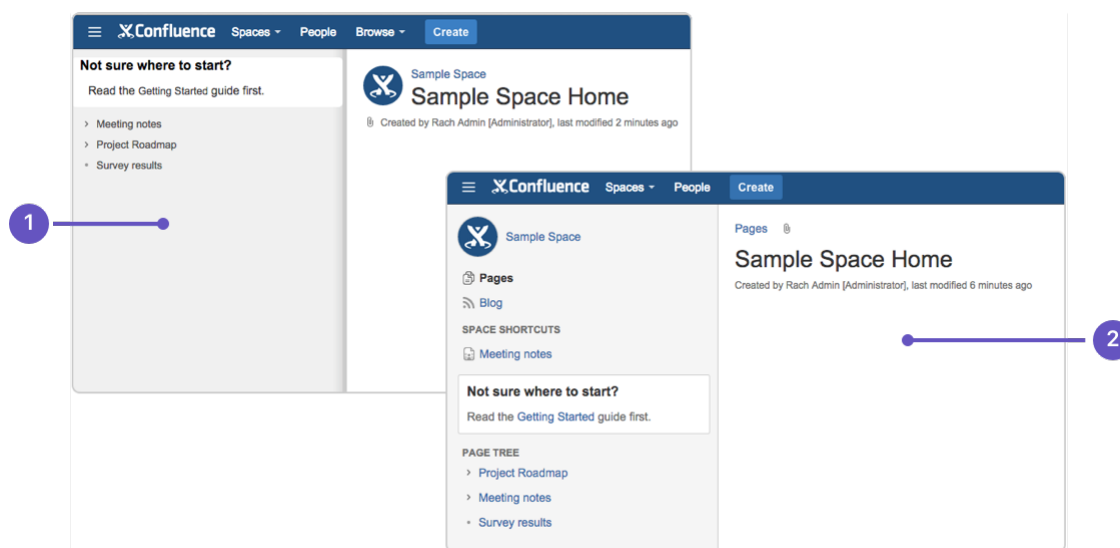 Confluence Spaces People Browse Create
Not sure where to start?
Read the Getting Started guide first.
Meeting notes
Project Roadmap
Survey results
Sample Space
Sample Space Home
Created by Rach Admin [Administrator], last modified 2 minutes ago
1
Confluence Spaces People Create
Sample Space
Pages
Blog
SPACE SHORTCUTS
Meeting notes
Not sure where to start?
Read the Getting Started guide first.
PAGE TREE
Project Roadmap
Meeting notes
Survey results
Pages
Sample Space Home
Created by Rach Admin [Administrator], last modified 6 minutes ago
2